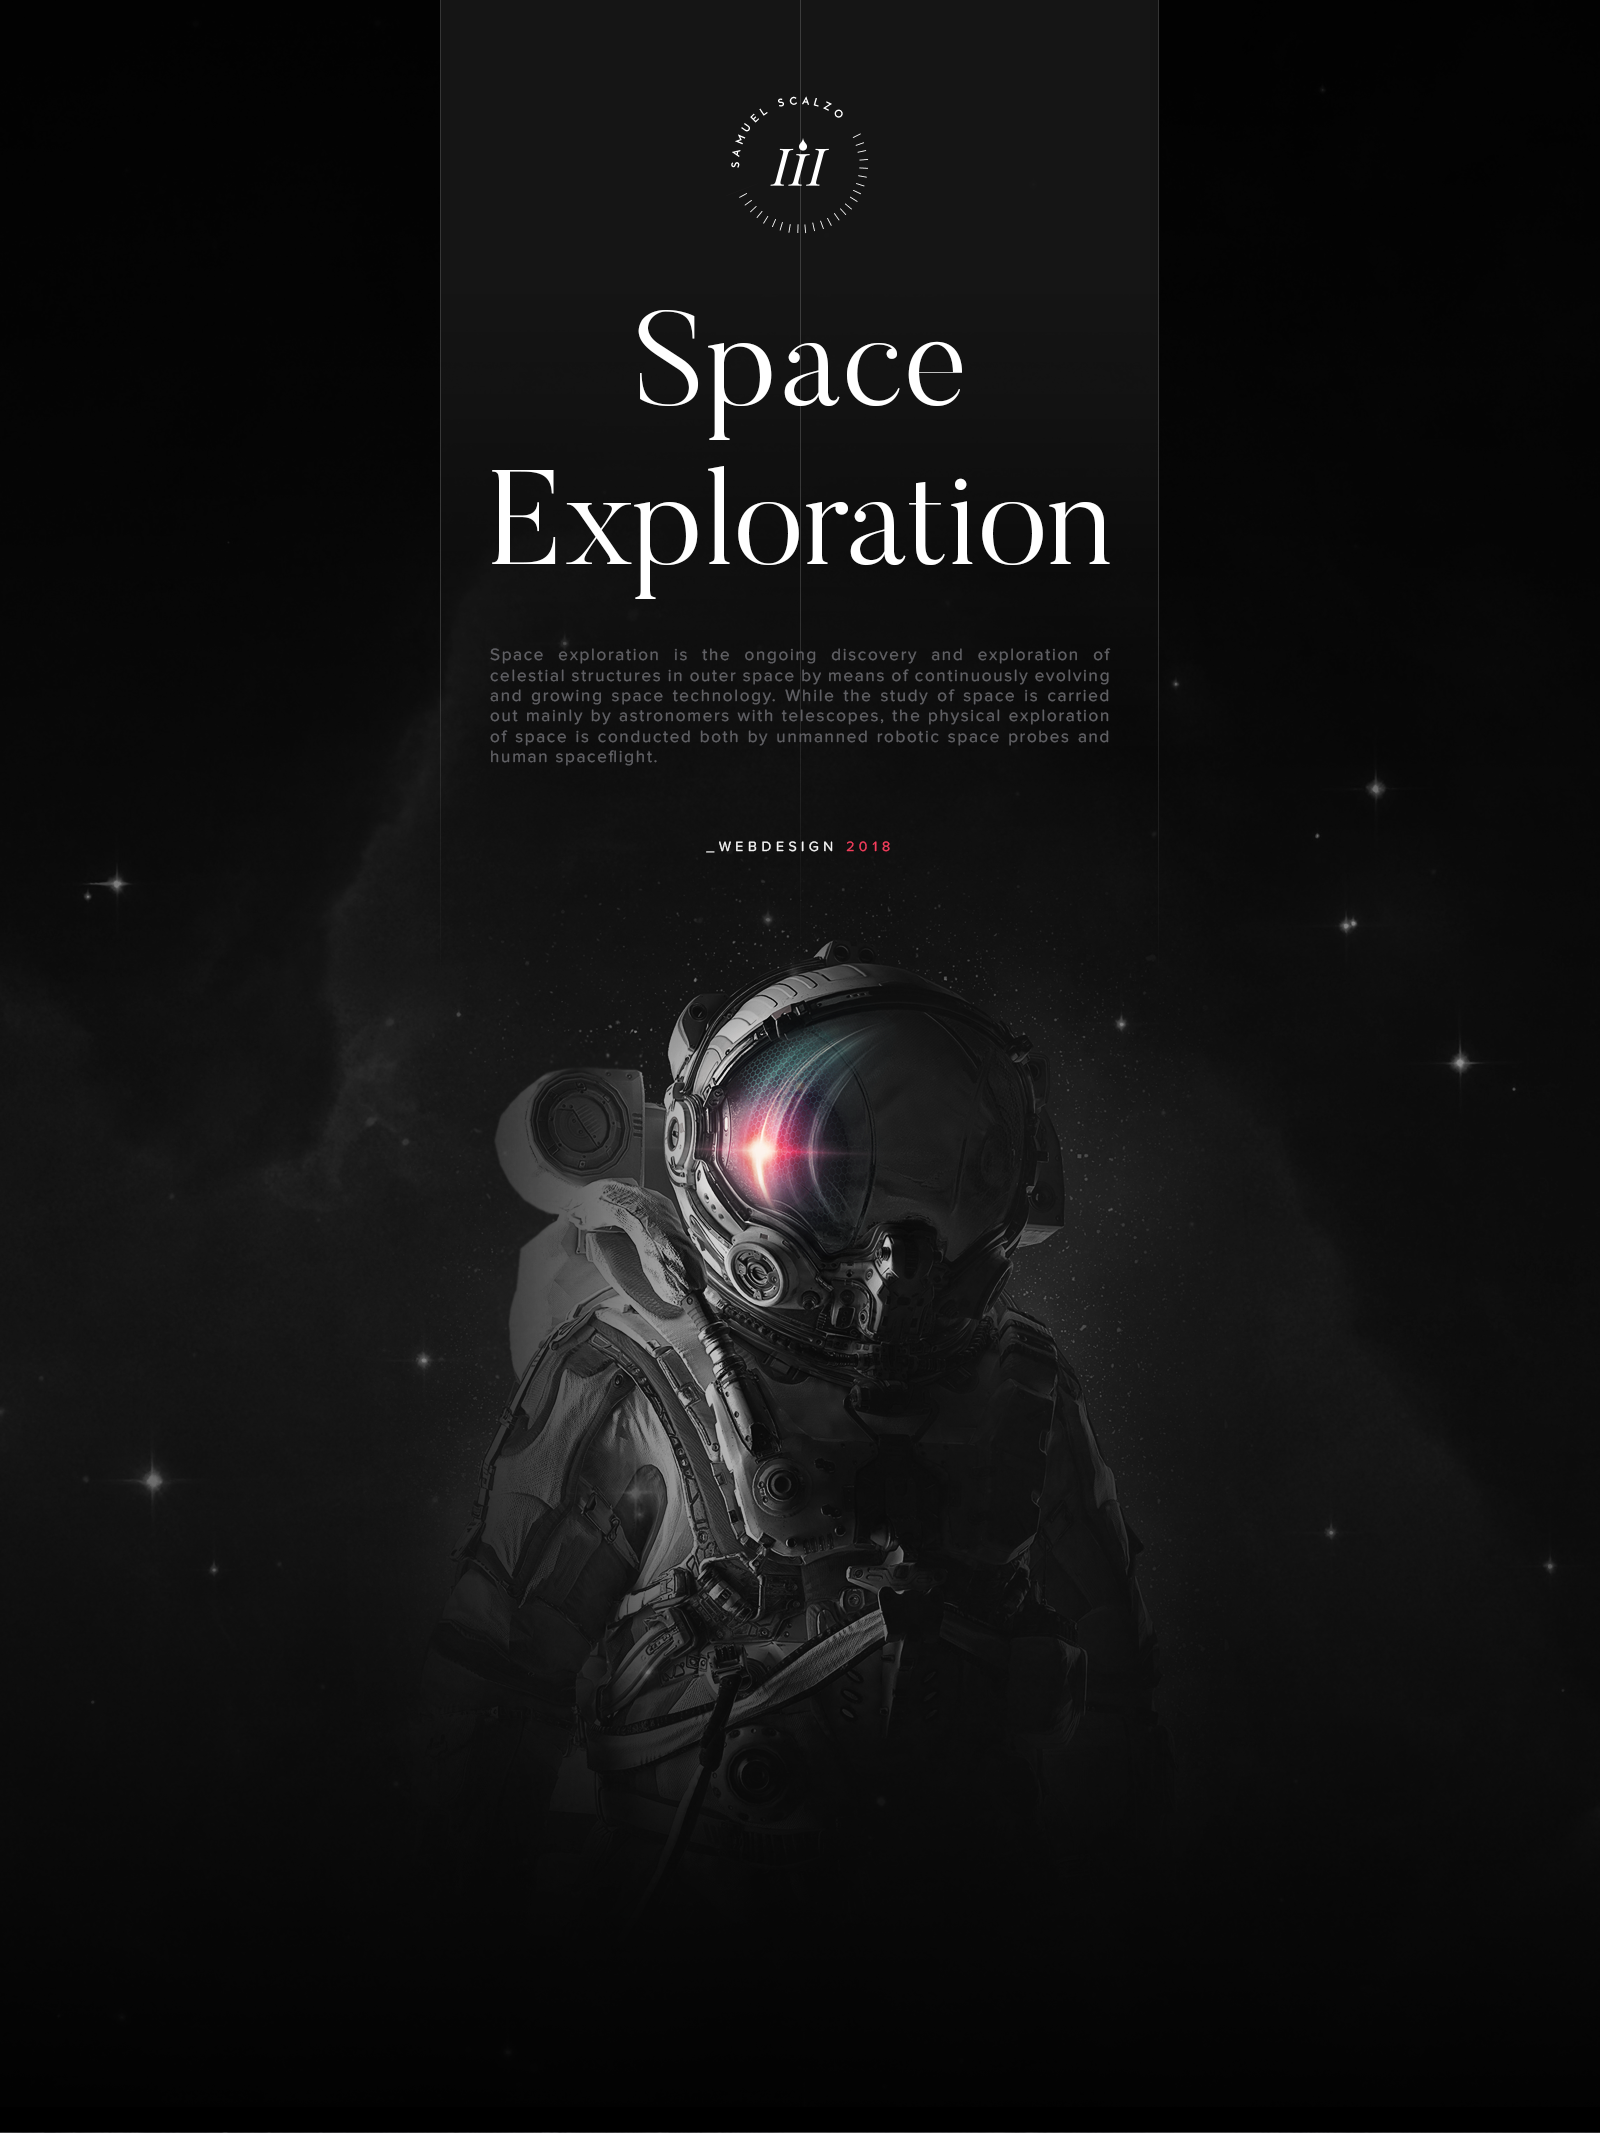 SAMUEL SCALZO
IiI
Space
Exploration
Space exploration is the ongoing discovery and exploration of
celestial structures in outer space by means of continuously evolving
and growing space technology. While the study of space is carried
out mainly by astronomers with telescopes, the physical exploration
of space is conducted both by unmanned robotic space probes and
human spaceflight.
_WEBDESIGN 2018